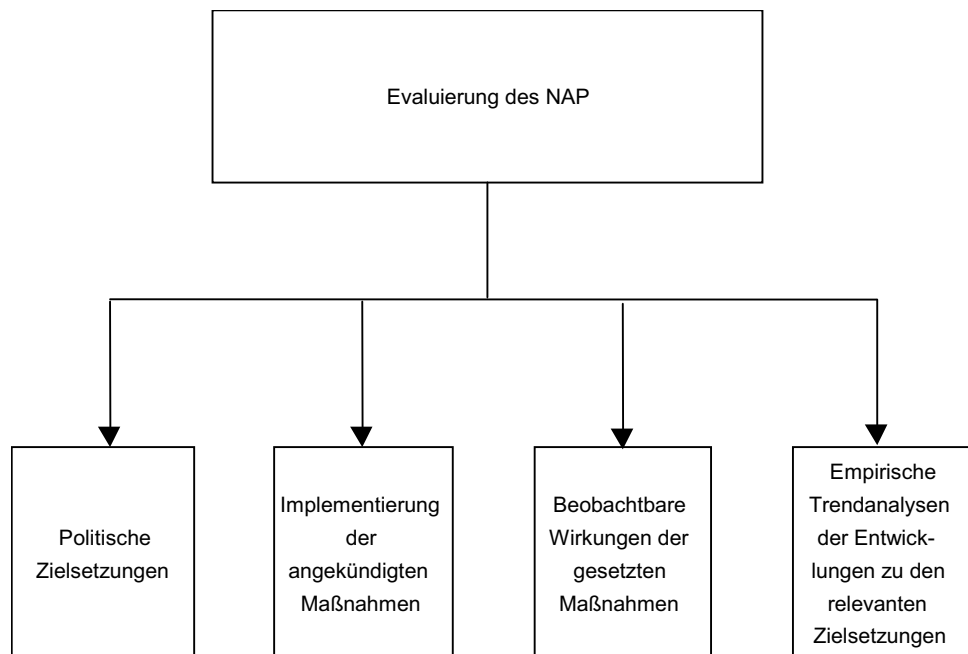 Evaluierung des NAP
Politische
Zielsetzungen
Implementierung
der
angekündigten
Maßnahmen
Beobachtbare
Wirkungen der
gesetzten
Maßnahmen
Empirische
Trendanalysen
der Entwick-
lungen zu den
relevanten
Zielsetzungen